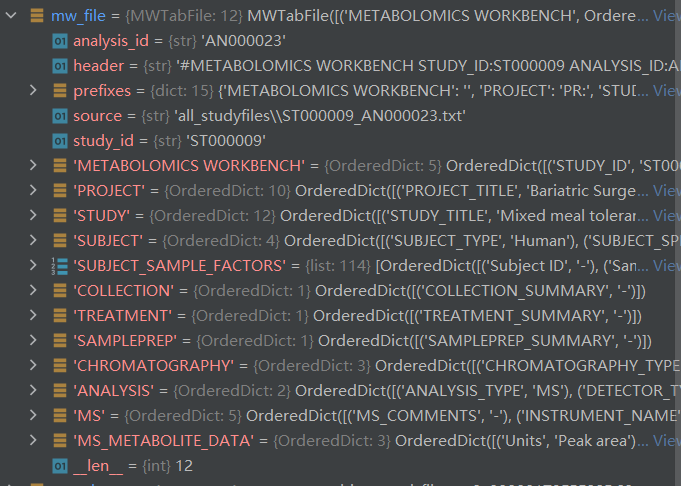 mw_file = {MWTabFile: 12} MWTabFile([('METABOLOMICS WORKBENCH', Ordere... View
analysis_id = {str} 'AN000023'
header = {str} '#METABOLOMICS WORKBENCH STUDY_ID:ST000009 ANALYSIS_ID:A
prefixes = {dict: 15} {'METABOLOMICS WORKBENCH': '', 'PROJECT': 'PR:', 'STUD... View
source = {str} 'all_studyfiles\\ST000009_AN000023.txt'
study_id = {str} 'ST000009'
'METABOLOMICS WORKBENCH' = {OrderedDict: 5} OrderedDict([('STUDY_ID', 'ST00... View
'PROJECT' = {OrderedDict: 10} OrderedDict([('PROJECT_TITLE', 'Bariatric Surge... View
'STUDY' = {OrderedDict: 12} OrderedDict([('STUDY_TITLE', 'Mixed meal toleran... View
'SUBJECT' = {OrderedDict: 4} OrderedDict([('SUBJECT_TYPE', 'Human'), ('SUBJECT_SPE... View
'SUBJECT_SAMPLE_FACTORS' = {list: 114} [OrderedDict([('Subject ID', '-'), ('Sam... View
'COLLECTION' = {OrderedDict: 1} OrderedDict([('COLLECTION_SUMMARY', '-')])
'TREATMENT' = {OrderedDict: 1} OrderedDict([('TREATMENT_SUMMARY', '-')])
'SAMPLEPREP' = {OrderedDict: 1} OrderedDict([('SAMPLEPREP_SUMMARY', '-')])
'CHROMATOGRAPHY' = {OrderedDict: 3} OrderedDict([('CHROMATOGRAPHY_TYPE
'ANALYSIS' = {OrderedDict: 2} OrderedDict([('ANALYSIS_TYPE', 'MS'), ('DETECTOR_T
'MS' = {OrderedDict: 5} OrderedDict([('MS_COMMENTS', '-'), ('INSTRUMENT_NAME'
'MS_METABOLITE_DATA' = {OrderedDict: 3} OrderedDict([('Units', 'Peak area')... View
__len__ = {int} 12